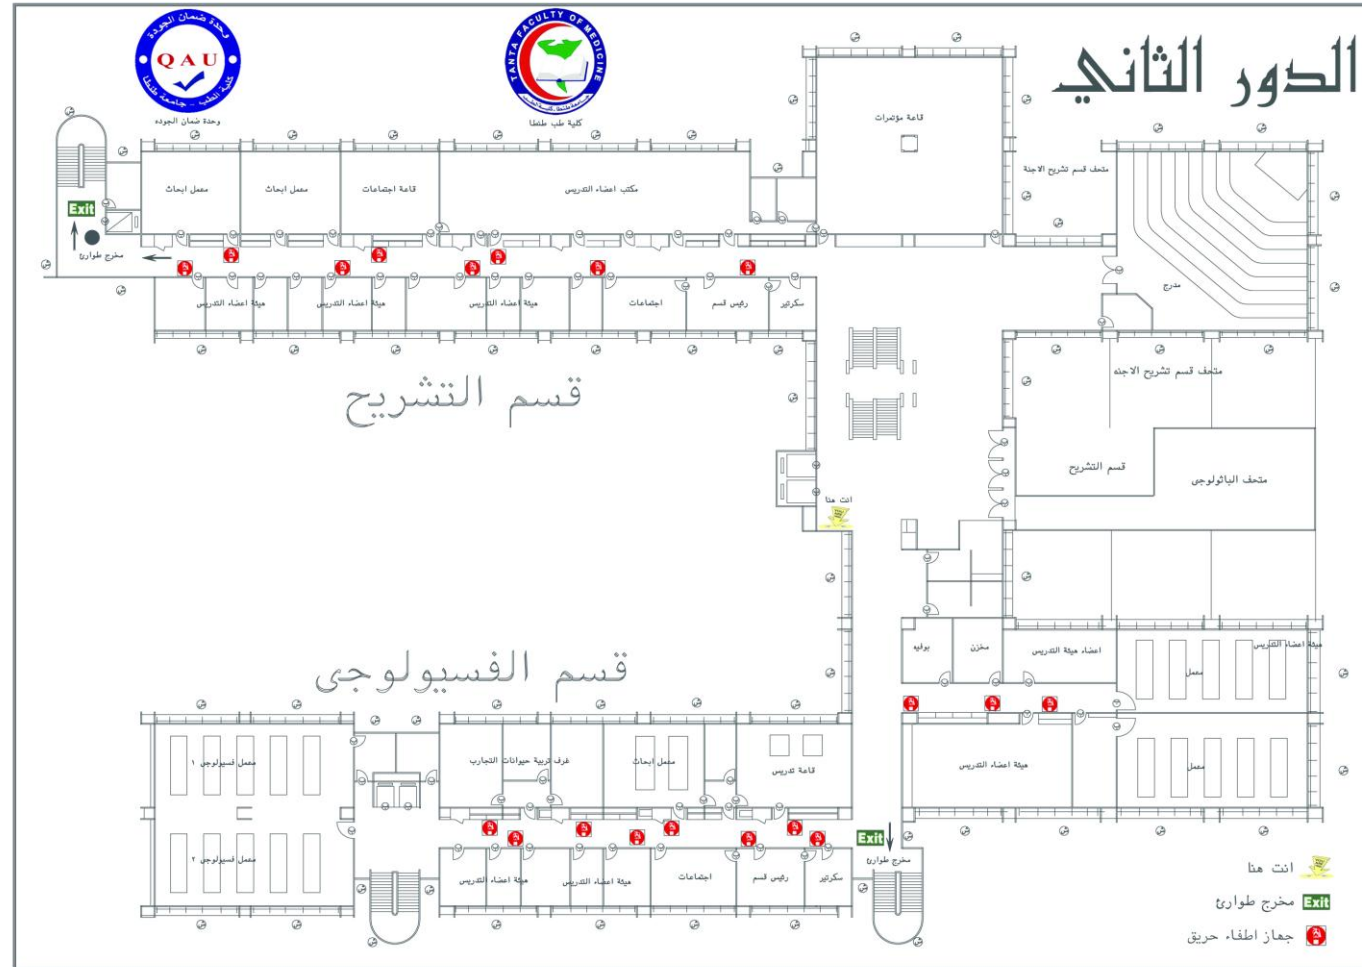 الدور الثاني
وحدة ضمان الجودة
QAU
كلية الطب - جامعة طنطا
وحدة ضمان الجوده
TANTA FACULTY OF MEDICINE
كلية طب طنطا
قاعة مؤتمرات
متحف قسم تشريح الاجنة
معمل ابحاث
معمل ابحاث
قاعة اجتماعات
مكتب اعضاء التدريس
Exit
مخرج طوارئ
مدرج
هيئة اعضاء التدريس
هيئة اعضاء التدريس
هيئة اعضاء التدريس
اجتماعات
رئيس قسم
سكرتير
قسم التشريح
متحف قسم تشريح الاجنه
قسم التشريح
متحف الباثولوجى
انت هنا
بوفيه
مخزن
اعضاء هيئة التدريس
معمل
هيئة اعضاء التدريس
قسم الفسيولوجى
معمل فسيولوجى ١
غرف تربية حيوانات التجارب
معمل ابحاث
قاعة تدريس
هيئة اعضاء التدريس
معمل
Exit
مخرج طوارئ
معمل فسيولوجى ٢
هيئة اعضاء التدريس
هيئة اعضاء التدريس
اجتماعات
رئيس قسم
سكرتير
انت هنا
مخرج طوارئ Exit
جهاز اطفاء حريق